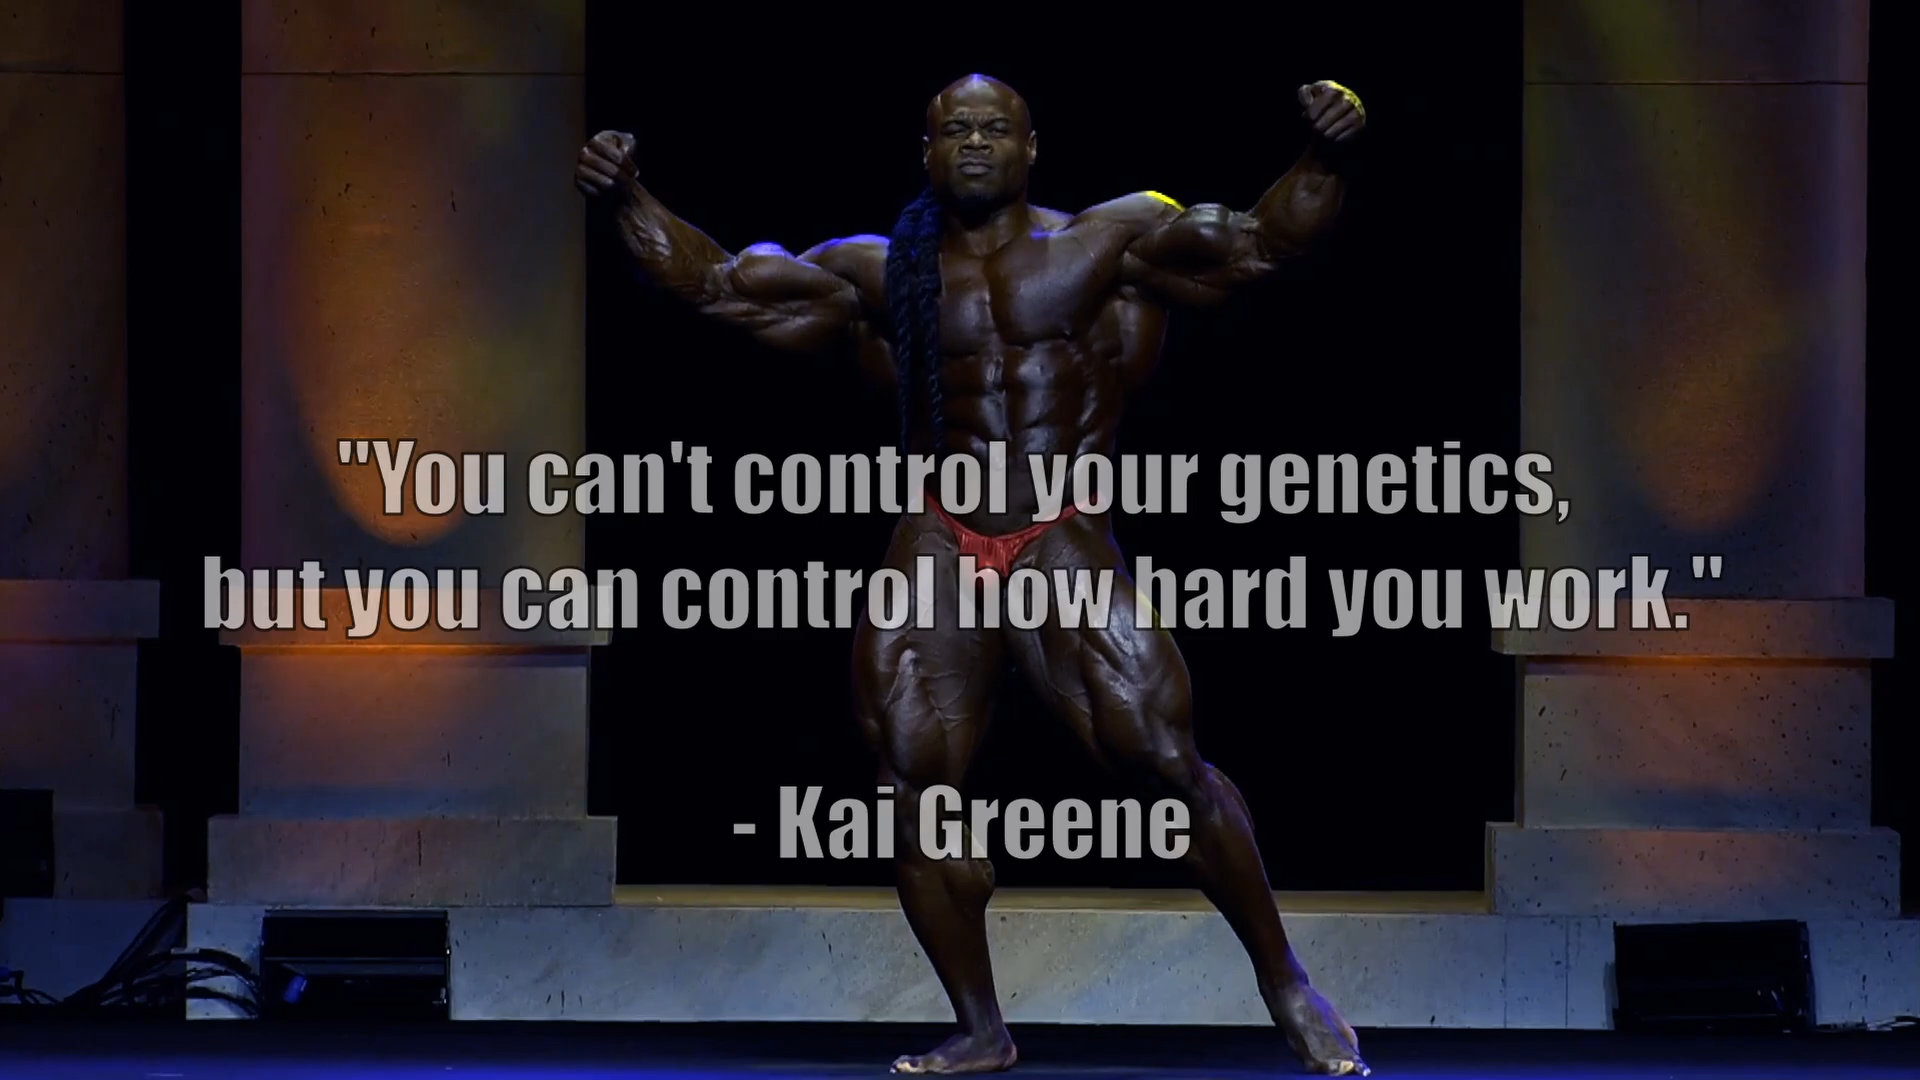 "You can't control your genetics,
but you can control how hard you work."
- Kai Greene